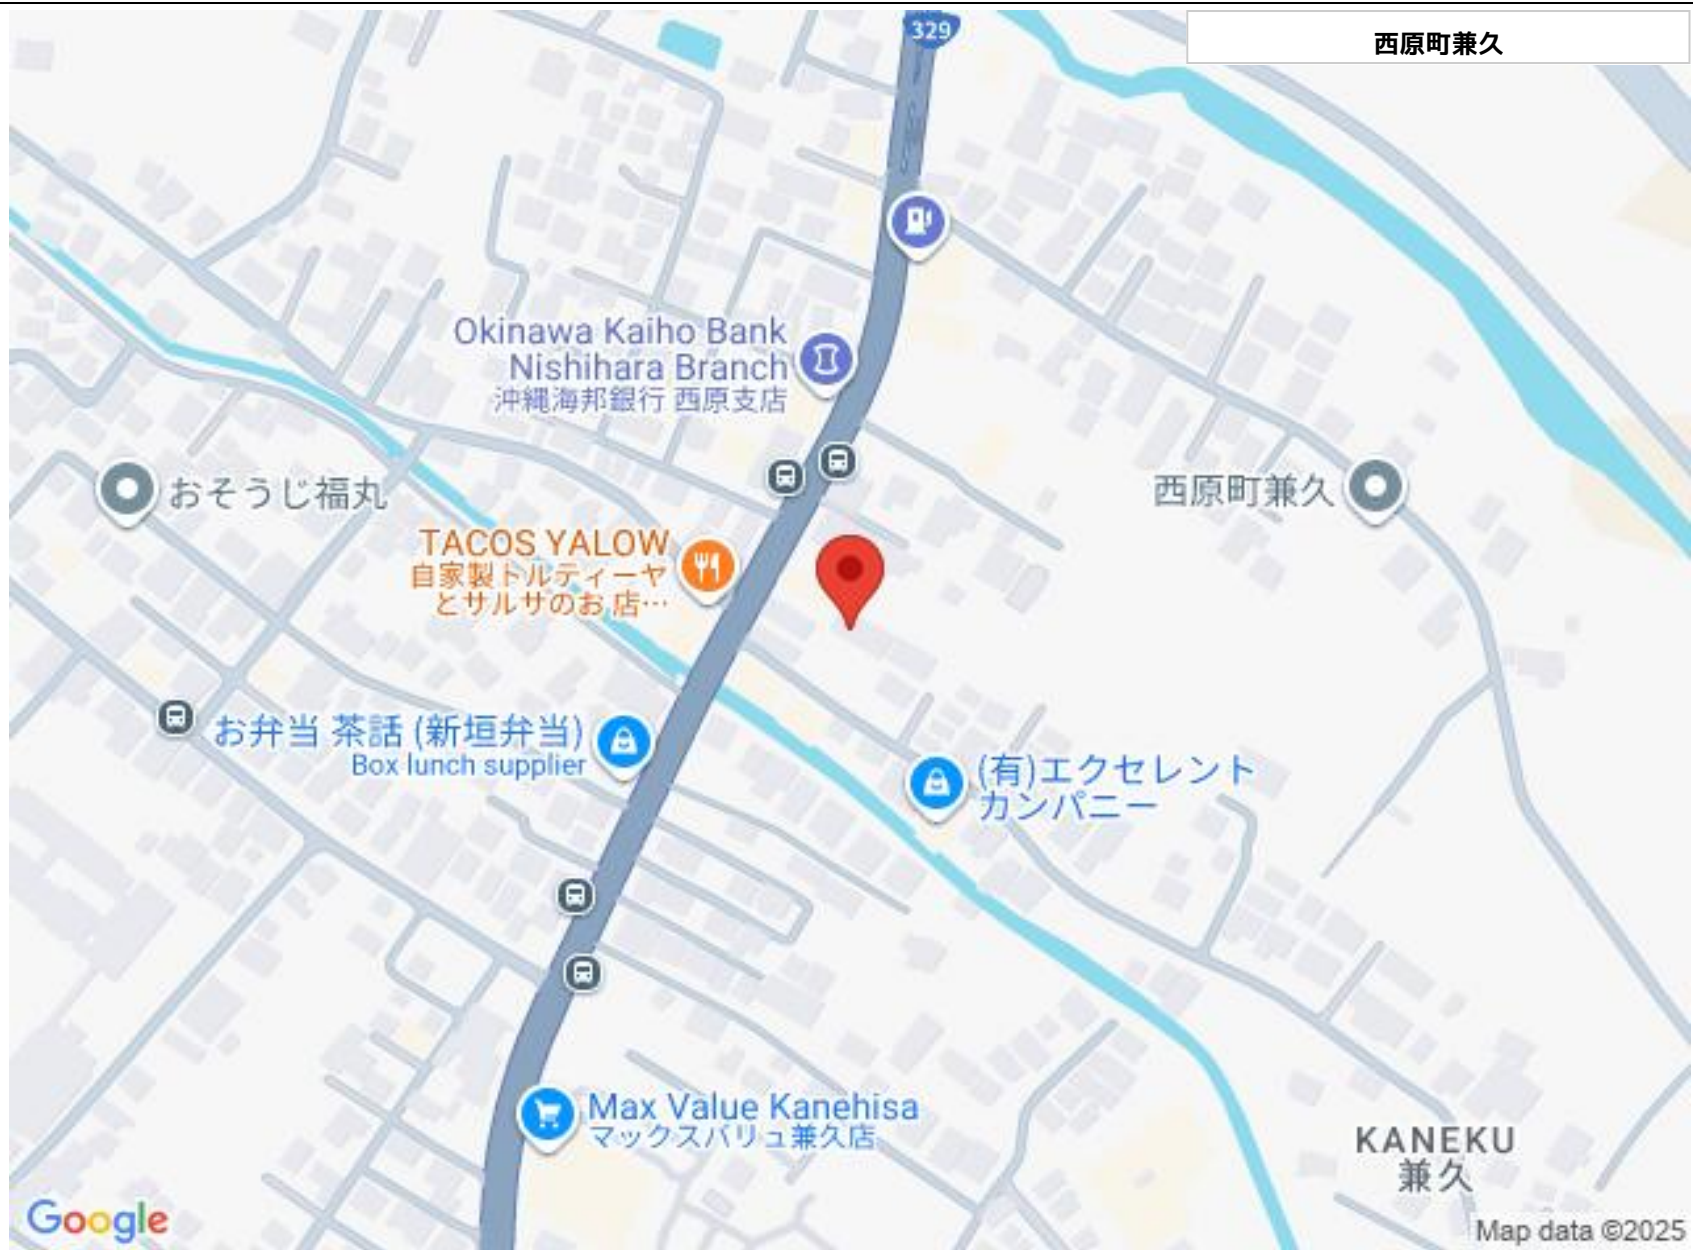 329
西原町兼久
Okinawa Kaiho Bank
Nishihara Branch
沖縄海邦銀行 西原支店
おそうじ福丸
西原町兼久
TACOS YALOW
自家製トルティーヤ
とサルサのお 店…
お弁当 茶話 (新垣弁当)
Box lunch supplier
(有)エクセレント
カンパニー
Max Value Kanehisa
マックスバリュ兼久店
KANEKU
兼久
Google
Map data ©2025